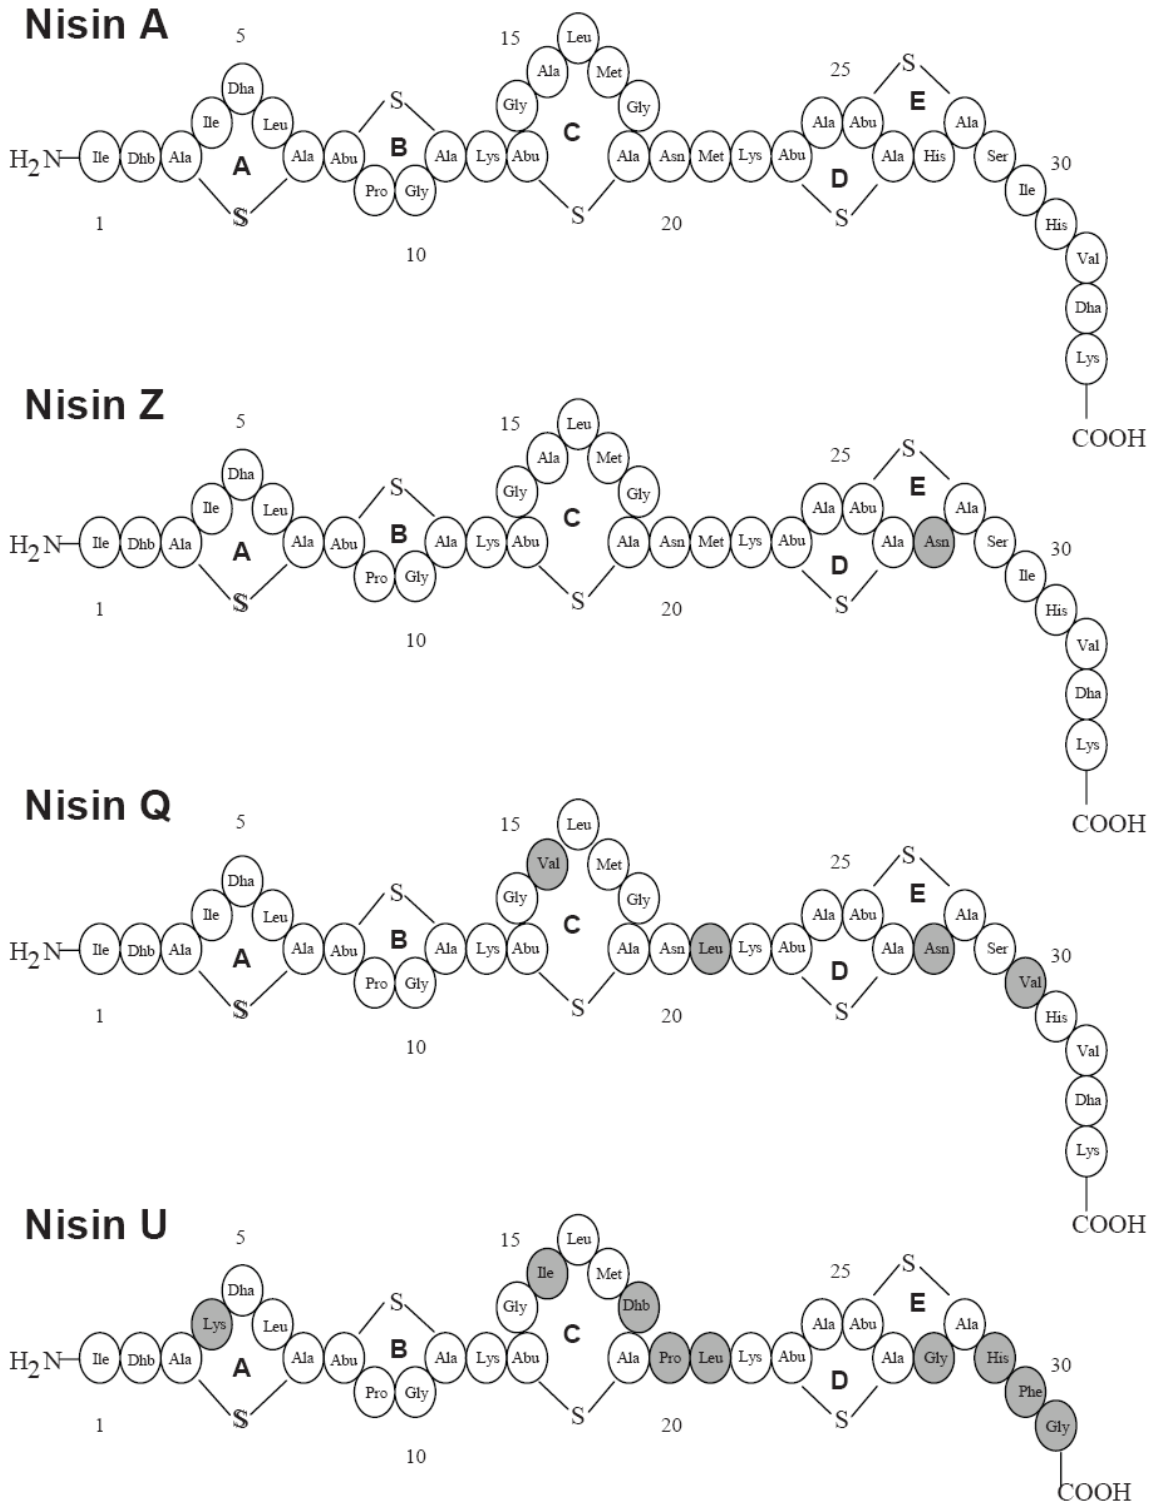 Nisin A
5 15 25 30
H2N Ile Dhb Ala Ile Dha Leu Ala Abu Pro Gly Ala Lys Abu Gly Ala Leu Met Gly Ala Asn Met Lys Abu Ala Abu Ala His Ala Ser Ile His Val Dha Lys COOH
S S S S S
A B C D E
1 10 20
Nisin Z
5 15 25 30
H2N Ile Dhb Ala Ile Dha Leu Ala Abu Pro Gly Ala Lys Abu Gly Ala Leu Met Gly Ala Asn Met Lys Abu Ala Abu Ala Asn Ala Ser Ile His Val Dha Lys COOH
S S S S S
A B C D E
1 10 20
Nisin Q
5 15 25 30
H2N Ile Dhb Ala Ile Dha Leu Ala Abu Pro Gly Ala Lys Abu Gly Val Leu Met Gly Ala Asn Leu Lys Abu Ala Abu Ala Asn Ala Ser Val His Val Dha Lys COOH
S S S S S
A B C D E
1 10 20
Nisin U
5 15 25 30
H2N Ile Dhb Ala Lys Dha Leu Ala Abu Pro Gly Ala Lys Abu Gly Ile Leu Met Dhb Ala Pro Leu Lys Abu Ala Abu Ala Gly Ala His Phe Gly COOH
S S S S S
A B C D E
1 10 20